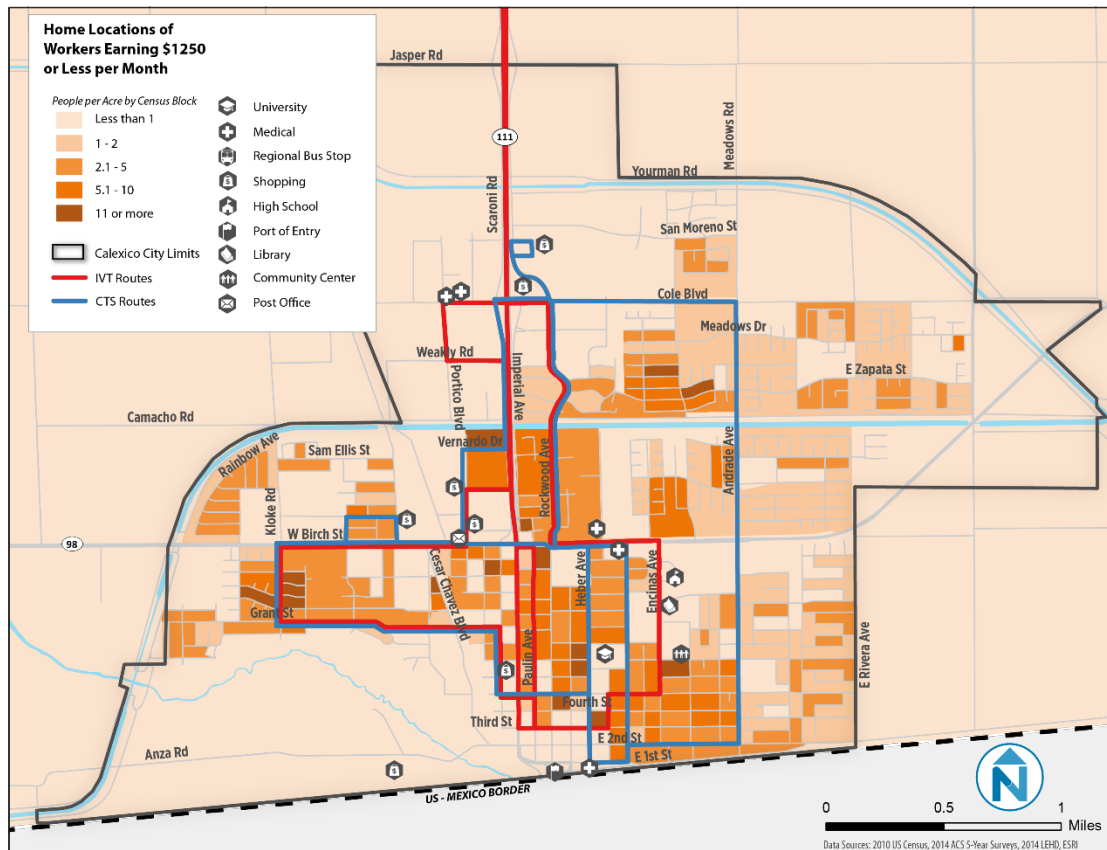 Home Locations of
Workers Earning $1250
or Less per Month
People per Acre by Census Block
Less than 1
1 - 2
2.1 - 5
5.1 - 10
11 or more
Calexico City Limits
IVT Routes
CTS Routes
University
Medical
Regional Bus Stop
Shopping
High School
Port of Entry
Library
Community Center
Post Office
Jasper Rd
111
Scaroni Rd
Meadows Rd
Yourman Rd
San Moreno St
Cole Blvd
Meadows Dr
Weakly Rd
Portico Blvd
Imperial Ave
E Zapata St
Camacho Rd
Vernardo Dr
Rainbow Ave
Sam Ellis St
Rockwood Ave
Andrade Ave
Kloke Rd
W Birch St
98
Cesar Chavez Blvd
Heber Ave
Encinas Ave
Grant St
Paulin Ave
E Rivera Ave
Fourth St
Third St
E 2nd St
E 1st St
Anza Rd
US - MEXICO BORDER
N
0 0.5 1
Miles
Data Sources: 2010 US Census, 2014 ACS 5-Year Surveys, 2014 LEHD, ESRI